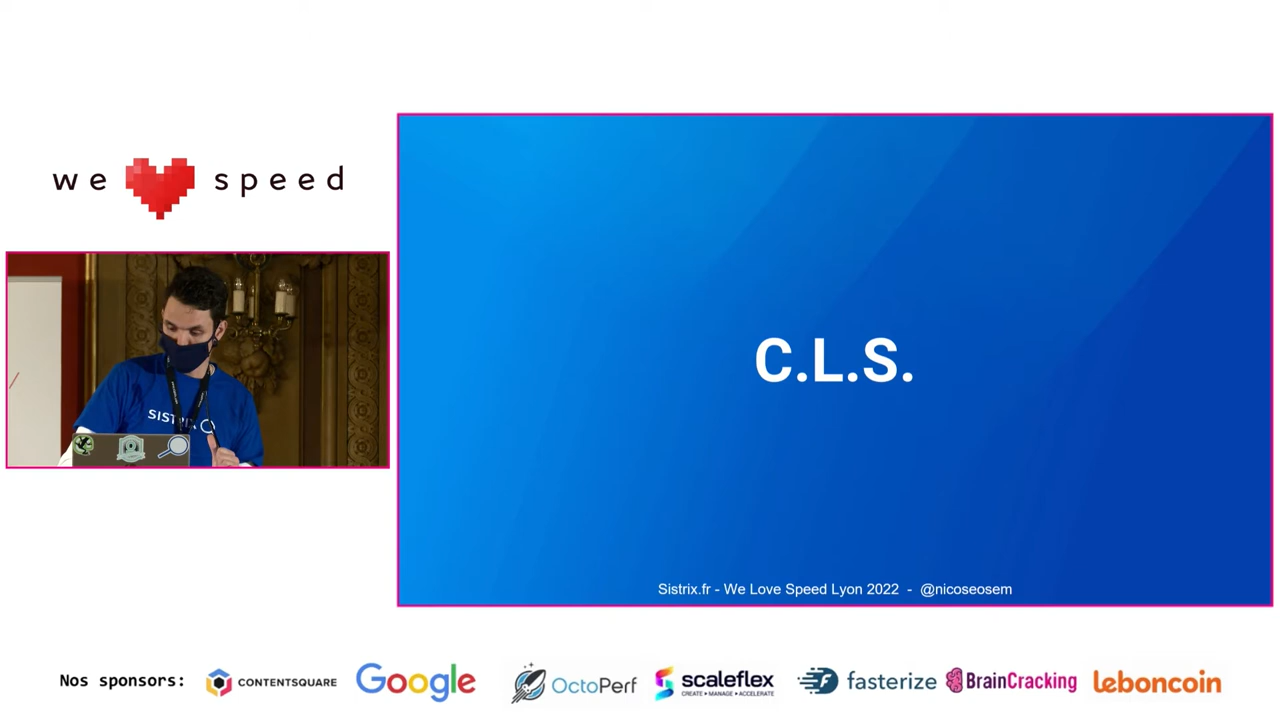 we speed
SISTRIX
C.L.S.
Sistrix.fr - We Love Speed Lyon 2022 - @nicoseosem
Nos sponsors:
CONTENTSQUARE
Google
OctoPerf
scaleflex
CREATE • MANAGE • ACCELERATE
fasterize
BrainCracking
leboncoin